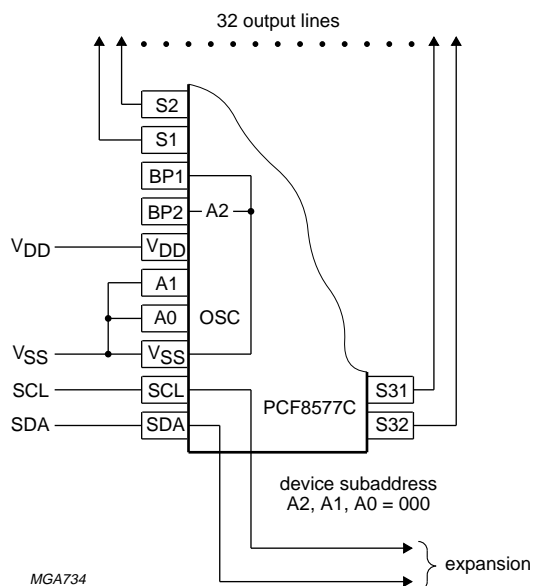 32 output lines
S2
S1
BP1
BP2 A2
VDD VDD
A1
A0 OSC
VSS VSS
SCL SCL S31
PCF8577C
SDA SDA S32
device subaddress
A2, A1, A0 = 000
expansion
MGA734